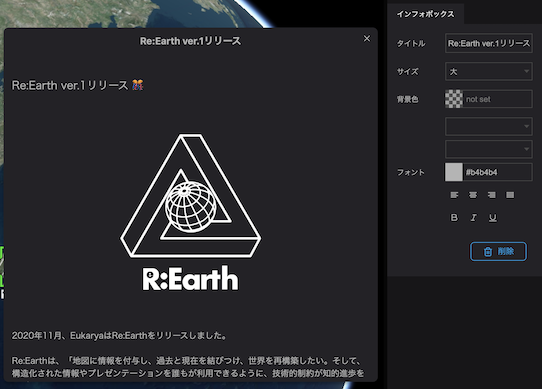 Re:Earth ver.1リリース
Re:Earth ver.1リリース 🎊
R:Earth
2020年11月、EukaryaはRe:Earthをリリースしました。
Re:Earthは、「地図に情報を付与し、過去と現在を結びつけ、世界を再構築したい。そして、
構造化された情報やプレゼンテーションを誰もが利用できるように、技術的制約が知的進歩を
インフォボックス
タイトル Re:Earth ver.1リリース
サイズ 大
背景色 not set
フォント #b4b4b4
B I U
削除